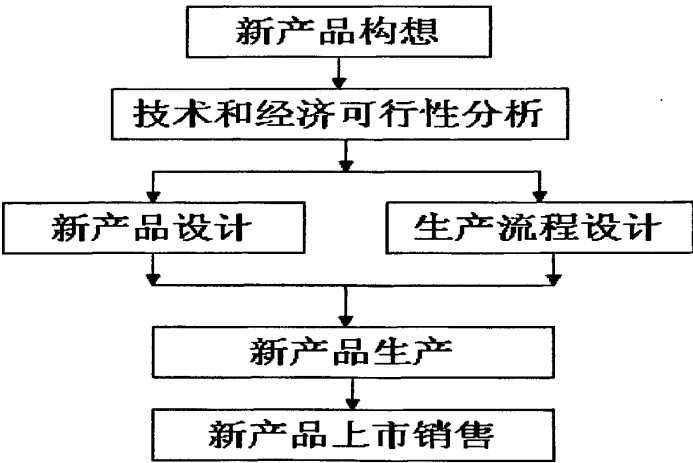 新产品构想
技术和经济可行性分析
新产品设计
生产流程设计
新产品生产
新产品上市销售